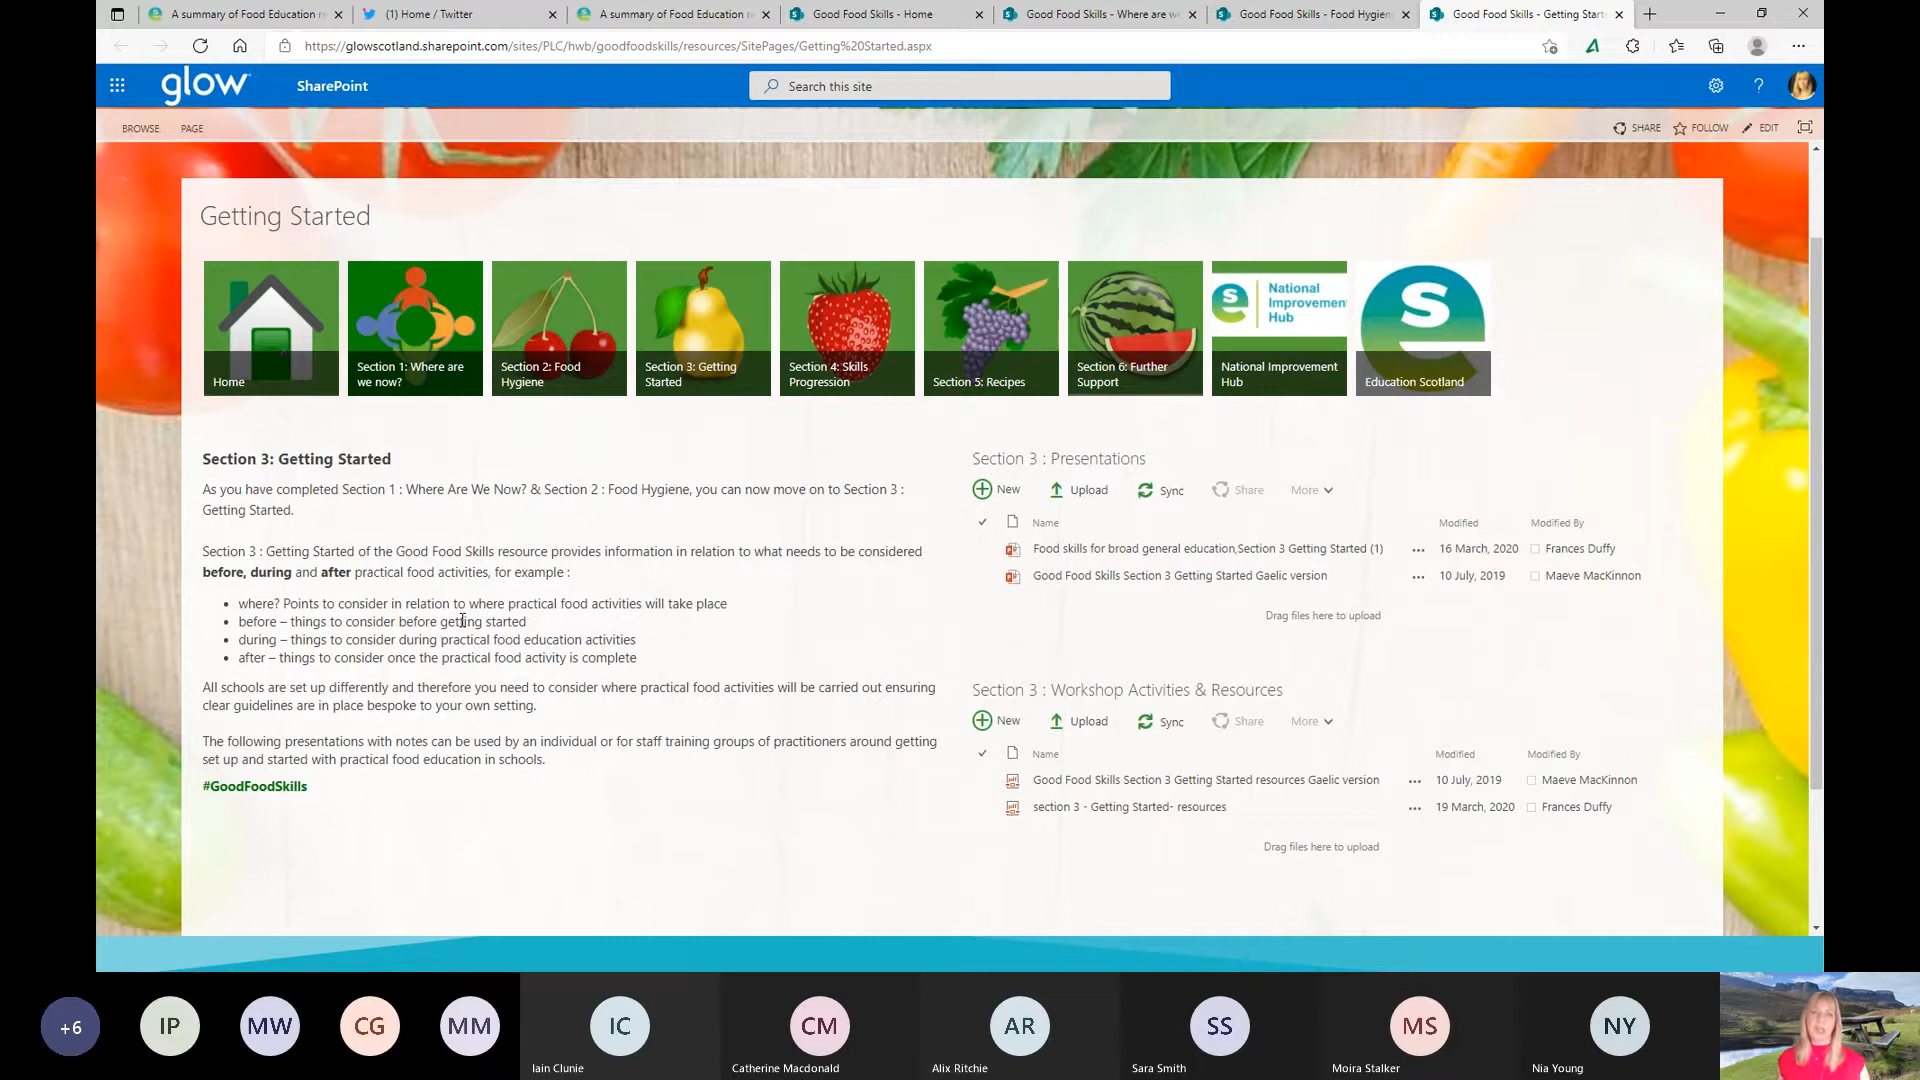 A summary of Food Education r
(1) Home / Twitter
A summary of Food Education r
Good Food Skills - Home
Good Food Skills - Where are w
Good Food Skills - Food Hygien
Good Food Skills - Getting Start
https://glowscotland.sharepoint.com/sites/PLC/hwb/goodfoodskills/resources/SitePages/Getting%20Started.aspx
glow SharePoint
Search this site
?
BROWSE PAGE
SHARE FOLLOW EDIT
Getting Started
Home
Section 1: Where are we now?
Section 2: Food Hygiene
Section 3: Getting Started
Section 4: Skills Progression
Section 5: Recipes
Section 6: Further Support
National Improvement Hub
National Improvement Hub
Education Scotland
Section 3: Getting Started
As you have completed Section 1 : Where Are We Now? & Section 2 : Food Hygiene, you can now move on to Section 3 :
Getting Started.
Section 3 : Getting Started of the Good Food Skills resource provides information in relation to what needs to be considered
before, during and after practical food activities, for example :
• where? Points to consider in relation to where practical food activities will take place
• before – things to consider before getting started
• during – things to consider during practical food education activities
• after – things to consider once the practical food activity is complete
All schools are set up differently and therefore you need to consider where practical food activities will be carried out ensuring
clear guidelines are in place bespoke to your own setting.
The following presentations with notes can be used by an individual or for staff training groups of practitioners around getting
set up and started with practical food education in schools.
#GoodFoodSkills
Section 3 : Presentations
New Upload Sync Share More
Name Modified Modified By
Food skills for broad general education,Section 3 Getting Started (1) ... 16 March, 2020 Frances Duffy
Good Food Skills Section 3 Getting Started Gaelic version ... 10 July, 2019 Maeve MacKinnon
Drag files here to upload
Section 3 : Workshop Activities & Resources
New Upload Sync Share More
Name Modified Modified By
Good Food Skills Section 3 Getting Started resources Gaelic version ... 10 July, 2019 Maeve MacKinnon
section 3 - Getting Started- resources ... 19 March, 2020 Frances Duffy
Drag files here to upload
+6 IP MW CG MM IC CM AR SS MS NY
Iain Clunie Catherine Macdonald Alix Ritchie Sara Smith Moira Stalker Nia Young